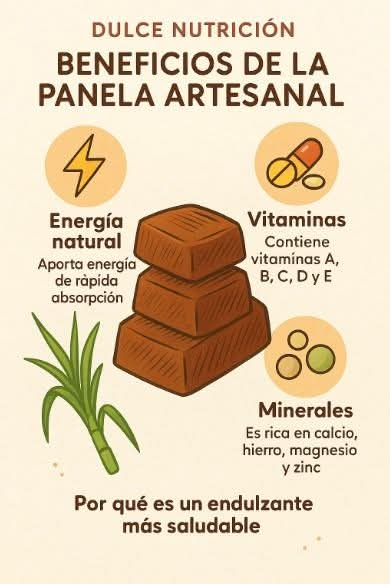 DULCE NUTRICIÓN
BENEFICIOS DE LA
PANELA ARTESANAL
Energía
natural
Aporta energía
de ràpida
absorpción
Vitaminas
Contiene
vitamínas A,
B, C, D y E
Minerales
Es rica en calcio,
hierro, magnesio
y zinc
Por qué es un endulzante
más saludable